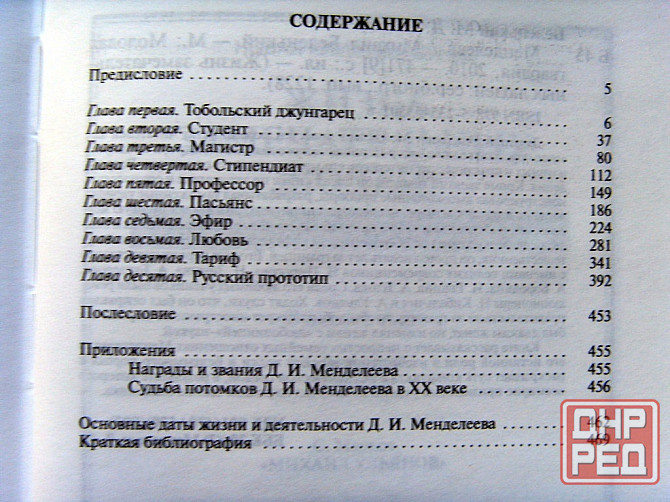 СОДЕРЖАНИЕ
Предисловие 5
Глава первая. Тобольский джунгарец 6
Глава вторая. Студент 37
Глава третья. Магистр 80
Глава четвертая. Стипендиат 112
Глава пятая. Профессор 149
Глава шестая. Пасьянс 186
Глава седьмая. Эфир 224
Глава восьмая. Любовь 281
Глава девятая. Тариф 341
Глава десятая. Русский прототип 392
Послесловие 453
Приложения 455
Награды и звания Д. И. Менделеева 455
Судьба потомков Д. И. Менделеева в XX веке 456
Основные даты жизни и деятельности Д. И. Менделеева 462
Краткая библиография 469
СНР
РЕД